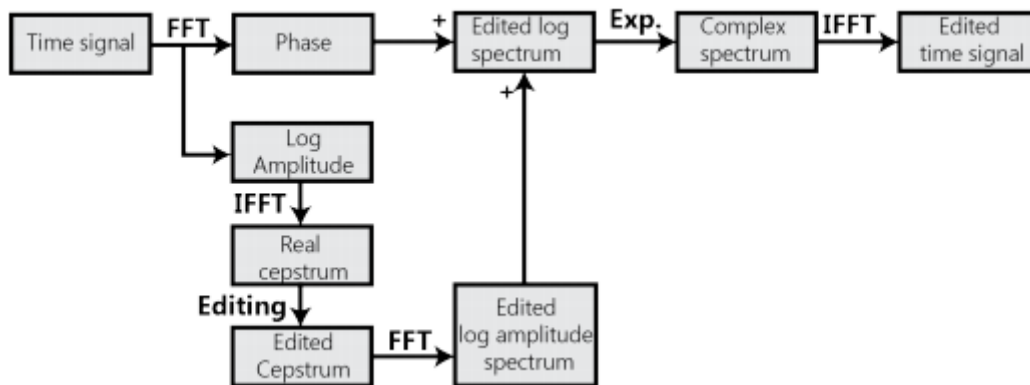 Time signal
FFT
Phase
+
Edited log
spectrum
Exp.
Complex
spectrum
IFFT
Edited
time signal
+
Log
Amplitude
IFFT
Real
cepstrum
Editing
Edited
Cepstrum
FFT
Edited
log amplitude
spectrum